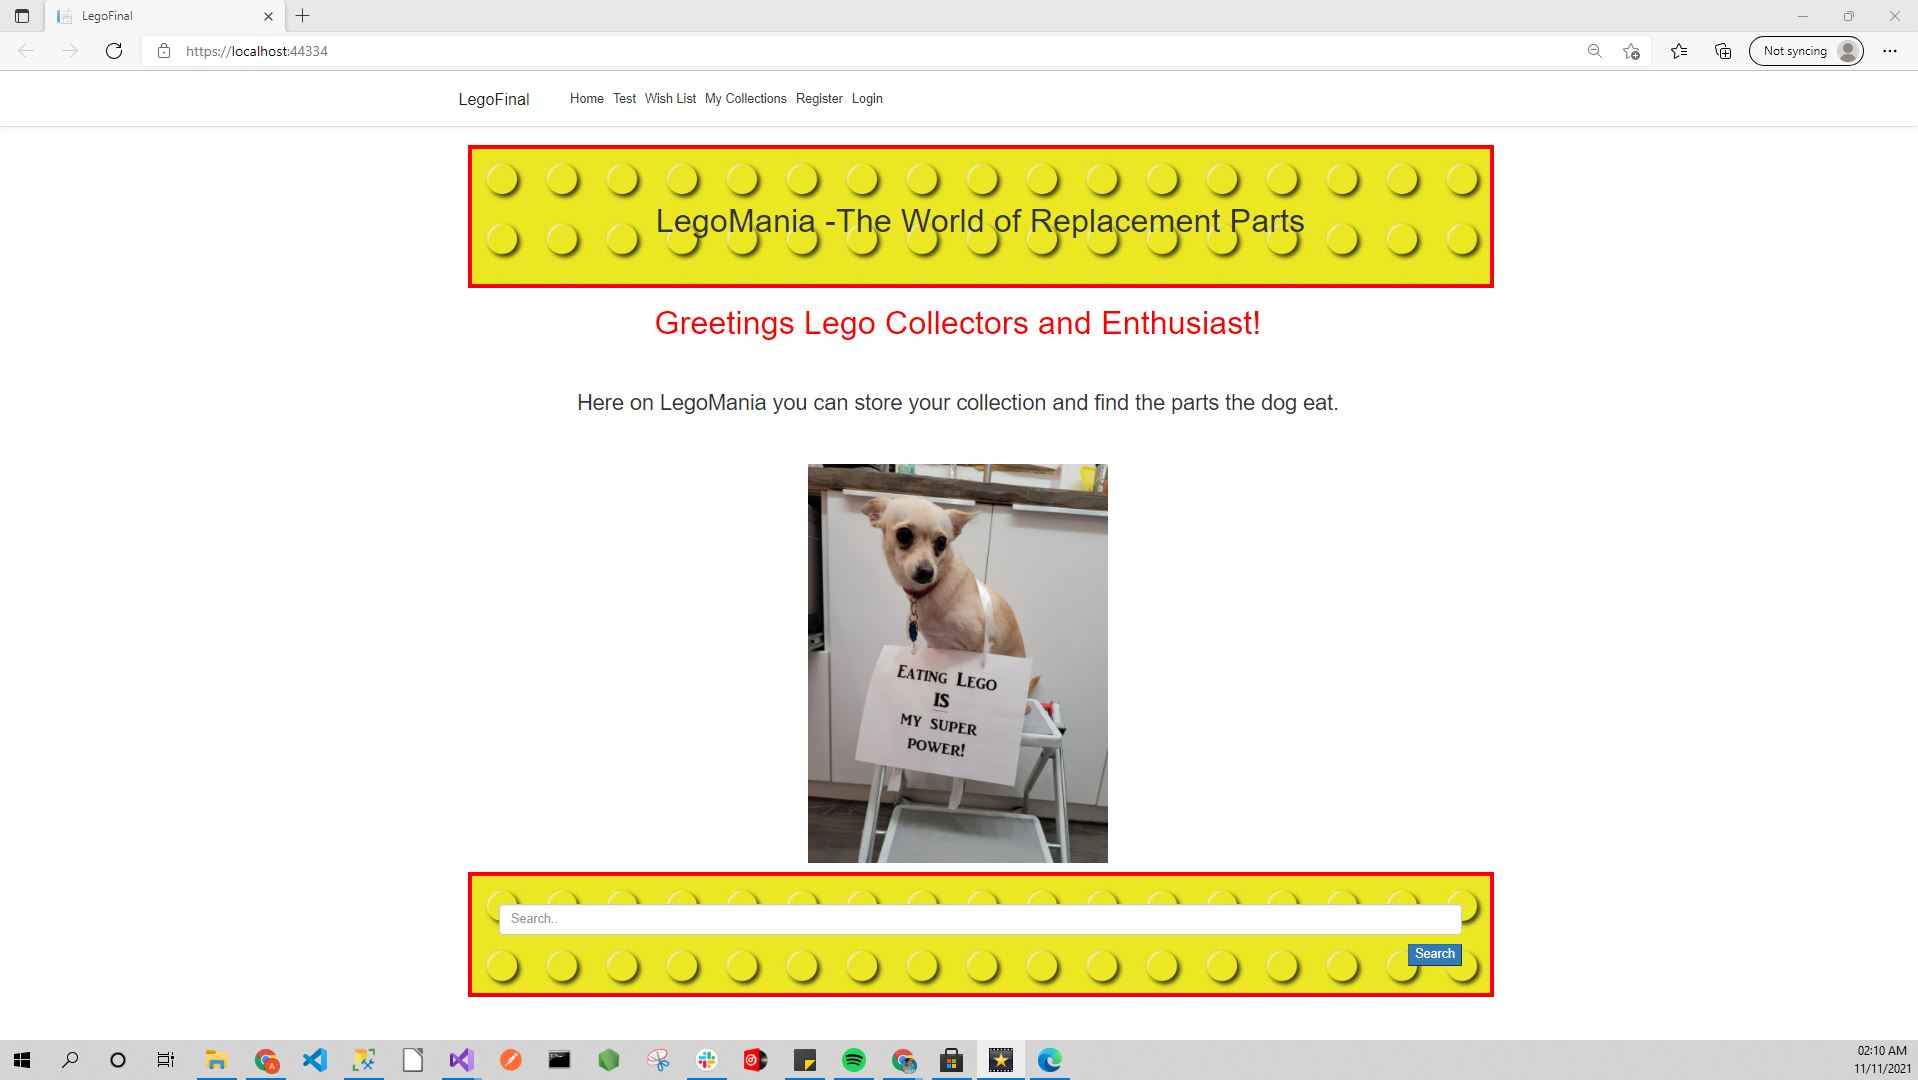 LegoFinal
https://localhost:44334
Not syncing
LegoFinal Home Test Wish List My Collections Register Login
LegoMania -The World of Replacement Parts
Greetings Lego Collectors and Enthusiast!
Here on LegoMania you can store your collection and find the parts the dog eat.
Eating Lego
is
my super
power!
Search..
Search
A
02:10 AM
11/11/2021